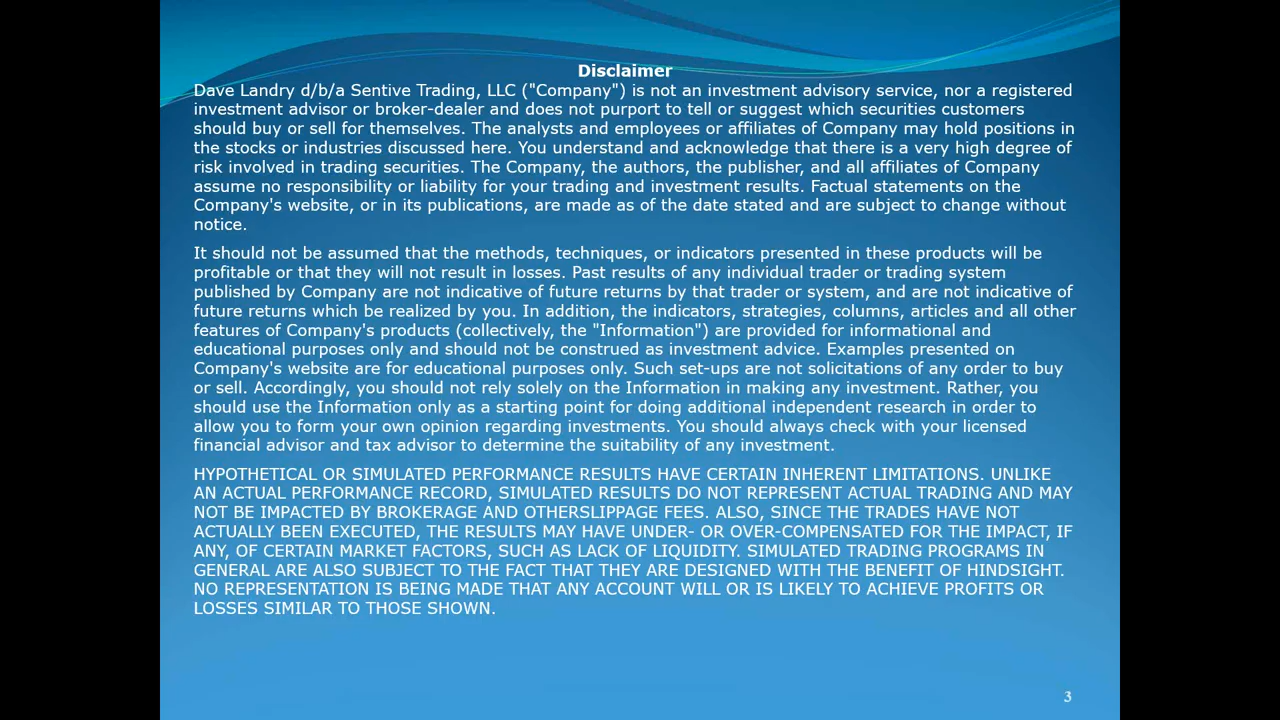 Disclaimer
Dave Landry d/b/a Sentive Trading, LLC ("Company") is not an investment advisory service, nor a registered
investment advisor or broker-dealer and does not purport to tell or suggest which securities customers
should buy or sell for themselves. The analysts and employees or affiliates of Company may hold positions in
the stocks or industries discussed here. You understand and acknowledge that there is a very high degree of
risk involved in trading securities. The Company, the authors, the publisher, and all affiliates of Company
assume no responsibility or liability for your trading and investment results. Factual statements on the
Company's website, or in its publications, are made as of the date stated and are subject to change without
notice.
It should not be assumed that the methods, techniques, or indicators presented in these products will be
profitable or that they will not result in losses. Past results of any individual trader or trading system
published by Company are not indicative of future returns by that trader or system, and are not indicative of
future returns which be realized by you. In addition, the indicators, strategies, columns, articles and all other
features of Company's products (collectively, the "Information") are provided for informational and
educational purposes only and should not be construed as investment advice. Examples presented on
Company's website are for educational purposes only. Such set-ups are not solicitations of any order to buy
or sell. Accordingly, you should not rely solely on the Information in making any investment. Rather, you
should use the Information only as a starting point for doing additional independent research in order to
allow you to form your own opinion regarding investments. You should always check with your licensed
financial advisor and tax advisor to determine the suitability of any investment.
HYPOTHETICAL OR SIMULATED PERFORMANCE RESULTS HAVE CERTAIN INHERENT LIMITATIONS. UNLIKE
AN ACTUAL PERFORMANCE RECORD, SIMULATED RESULTS DO NOT REPRESENT ACTUAL TRADING AND MAY
NOT BE IMPACTED BY BROKERAGE AND OTHERSLIPPAGE FEES. ALSO, SINCE THE TRADES HAVE NOT
ACTUALLY BEEN EXECUTED, THE RESULTS MAY HAVE UNDER- OR OVER-COMPENSATED FOR THE IMPACT, IF
ANY, OF CERTAIN MARKET FACTORS, SUCH AS LACK OF LIQUIDITY. SIMULATED TRADING PROGRAMS IN
GENERAL ARE ALSO SUBJECT TO THE FACT THAT THEY ARE DESIGNED WITH THE BENEFIT OF HINDSIGHT.
NO REPRESENTATION IS BEING MADE THAT ANY ACCOUNT WILL OR IS LIKELY TO ACHIEVE PROFITS OR
LOSSES SIMILAR TO THOSE SHOWN.
3